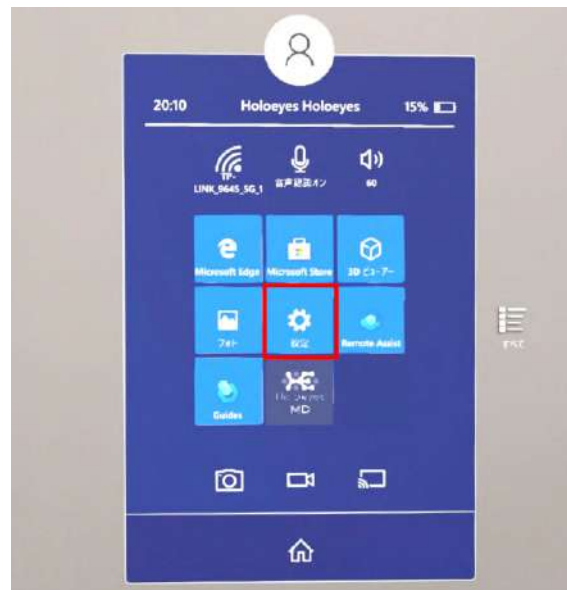 20:10 Holoeyes Holoeyes 15%
TP-
LINK_9645_5G_1
音声認識オン
60
Microsoft Edge
Microsoft Store
3D ビューアー
フォト
設定
Remote Assist
Guides
Holoeyes
MD
すべて